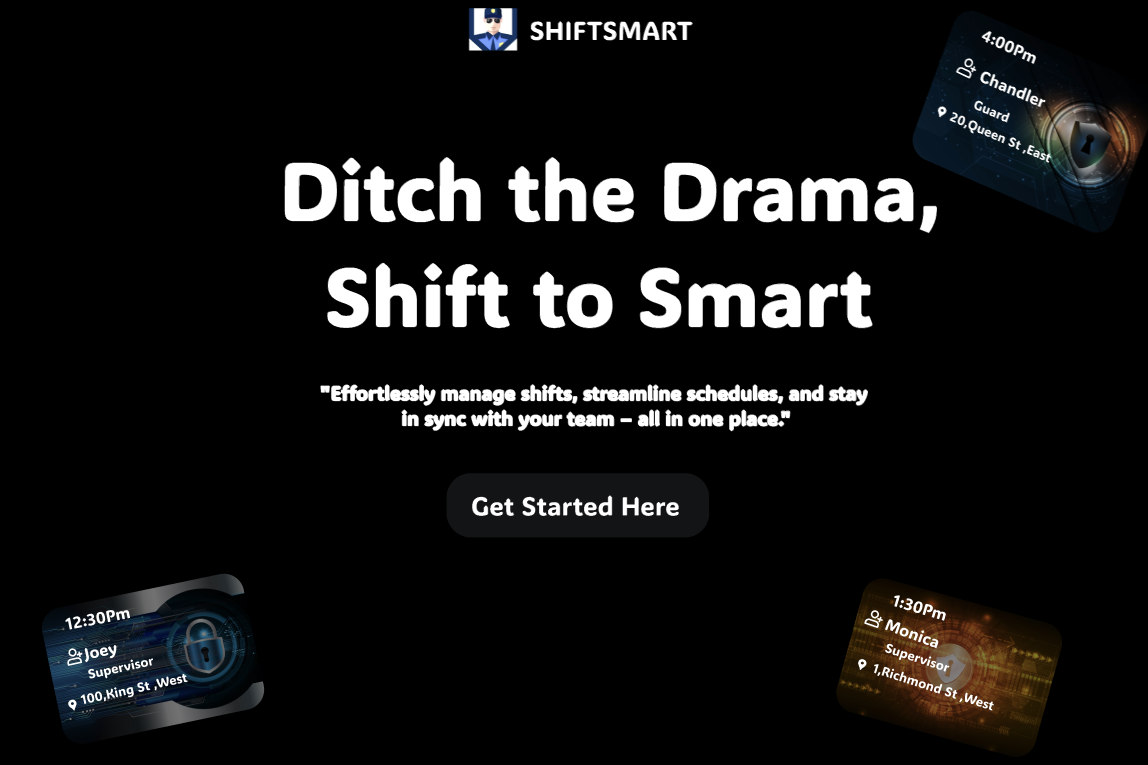 SHIFTSMART
4:00Pm
Chandler
Guard
20,Queen St ,East
Ditch the Drama,
Shift to Smart
"Effortlessly manage shifts, streamline schedules, and stay
in sync with your team – all in one place."
Get Started Here
12:30Pm
Joey
Supervisor
100,King St ,West
1:30Pm
Monica
Supervisor
1,Richmond St ,West